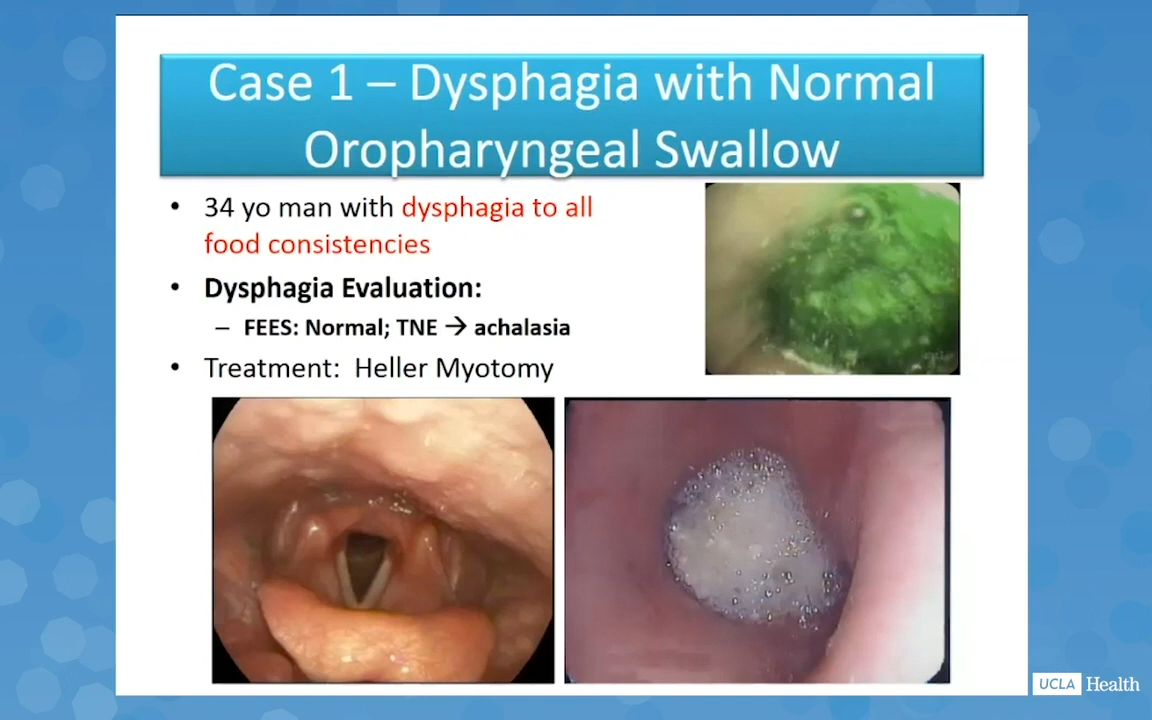 Case 1 – Dysphagia with Normal
Oropharyngeal Swallow
• 34 yo man with dysphagia to all
food consistencies
• Dysphagia Evaluation:
– FEES: Normal; TNE → achalasia
• Treatment: Heller Myotomy
UCLA Health